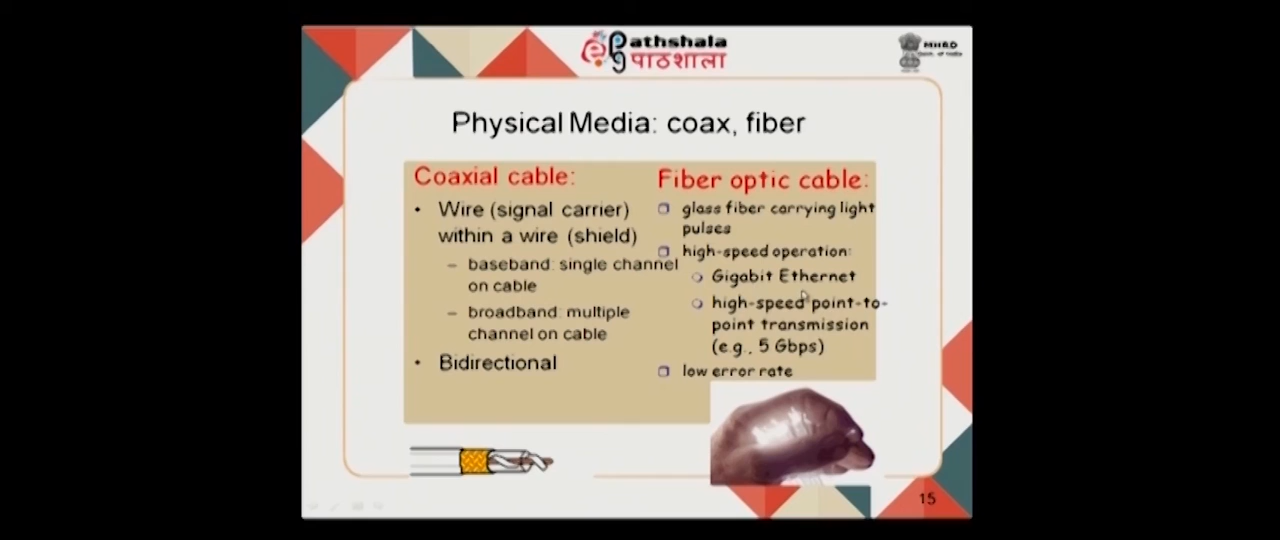 Pathshala
पाठशाला
MHRD
Physical Media: coax, fiber
Coaxial cable:
• Wire (signal carrier)
within a wire (shield)
– baseband: single channel
on cable
– broadband: multiple
channel on cable
• Bidirectional
Fiber optic cable:
glass fiber carrying light
pulses
high-speed operation:
Gigabit Ethernet
high-speed point-to-
point transmission
(e.g., 5 Gbps)
low error rate
15